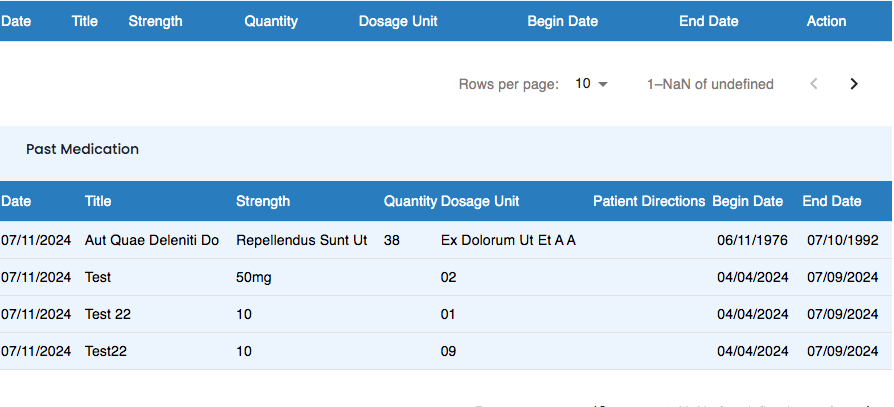 Date Title Strength Quantity Dosage Unit Begin Date End Date Action
Rows per page: 10 1–NaN of undefined
Past Medication
Date Title Strength Quantity Dosage Unit Patient Directions Begin Date End Date
07/11/2024 Aut Quae Deleniti Do Repellendus Sunt Ut 38 Ex Dolorum Ut Et A A 06/11/1976 07/10/1992
07/11/2024 Test 50mg 02 04/04/2024 07/09/2024
07/11/2024 Test 22 10 01 04/04/2024 07/09/2024
07/11/2024 Test22 10 09 04/04/2024 07/09/2024